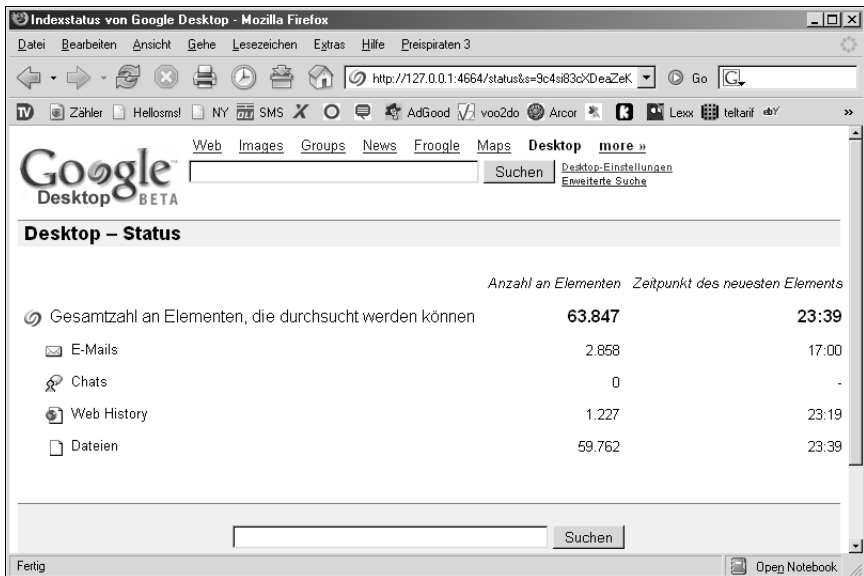 Indexstatus von Google Desktop - Mozilla Firefox
Datei Bearbeiten Ansicht Gehe Lesezeichen Extras Hilfe Preispiraten 3
http://127.0.0.1:4664/status&s=9c4si83cXDeaZeK Go G
TV Zähler Hellosms! NY SMS X AdGood voo2do Arcor Lexx teltarif ebY »
Web Images Groups News Froogle Maps Desktop more »
Google Desktop BETA
Suchen Desktop-Einstellungen
Erweiterte Suche
Desktop – Status
Anzahl an Elementen Zeitpunkt des neuesten Elements
Gesamtzahl an Elementen, die durchsucht werden können 63.847 23:39
E-Mails 2.858 17:00
Chats 0 -
Web History 1.227 23:19
Dateien 59.762 23:39
Suchen
Fertig Open Notebook